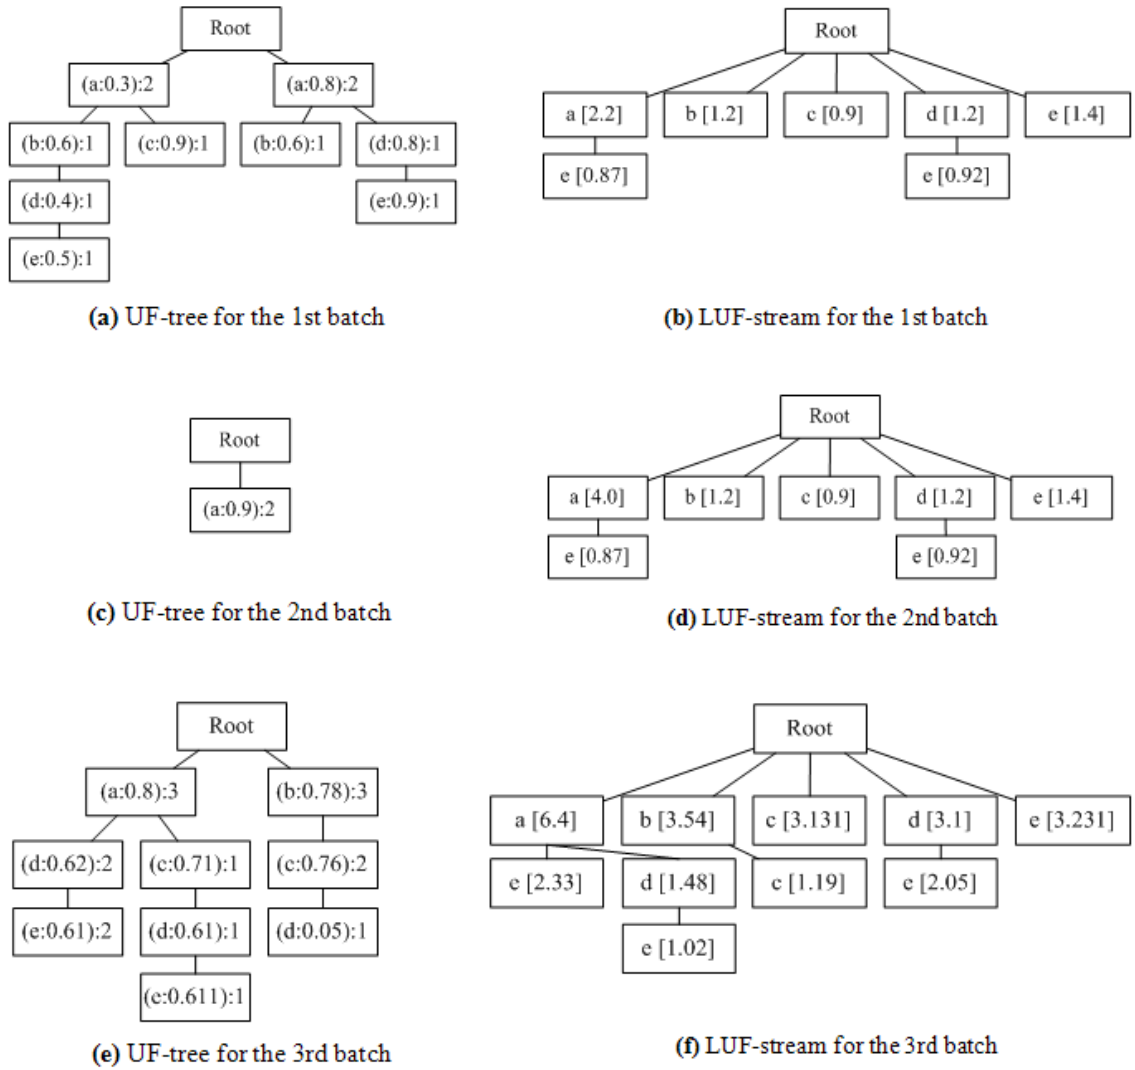 Root
(a:0.3):2
(a:0.8):2
(b:0.6):1
(c:0.9):1
(b:0.6):1
(d:0.8):1
(d:0.4):1
(e:0.9):1
(e:0.5):1
(a) UF-tree for the 1st batch
Root
a [2.2]
b [1.2]
c [0.9]
d [1.2]
e [1.4]
e [0.87]
e [0.92]
(b) LUF-stream for the 1st batch
Root
(a:0.9):2
(c) UF-tree for the 2nd batch
Root
a [4.0]
b [1.2]
c [0.9]
d [1.2]
e [1.4]
e [0.87]
e [0.92]
(d) LUF-stream for the 2nd batch
Root
(a:0.8):3
(b:0.78):3
(d:0.62):2
(c:0.71):1
(c:0.76):2
(e:0.61):2
(d:0.61):1
(d:0.05):1
(e:0.611):1
(e) UF-tree for the 3rd batch
Root
a [6.4]
b [3.54]
c [3.131]
d [3.1]
e [3.231]
e [2.33]
d [1.48]
c [1.19]
e [2.05]
e [1.02]
(f) LUF-stream for the 3rd batch